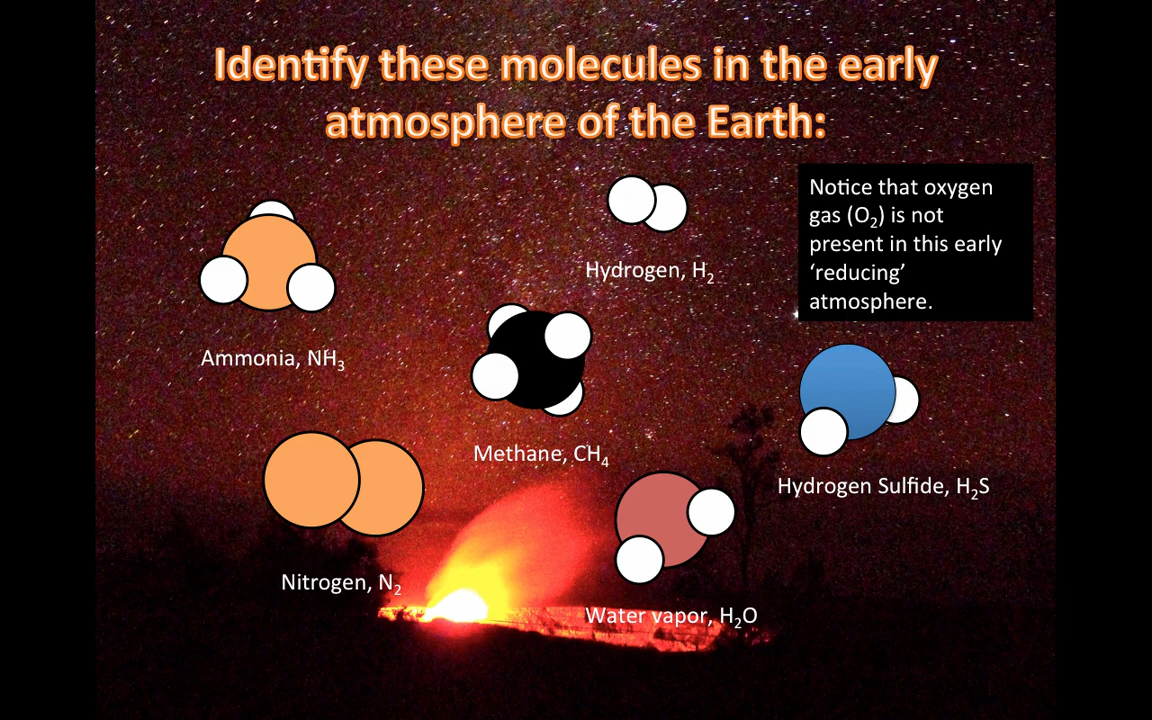 Identify these molecules in the early
atmosphere of the Earth:
Notice that oxygen
gas (O₂) is not
present in this early
‘reducing’
atmosphere.
Hydrogen, H₂
Ammonia, NH₃
Methane, CH₄
Hydrogen Sulfide, H₂S
Nitrogen, N₂
Water vapor, H₂O